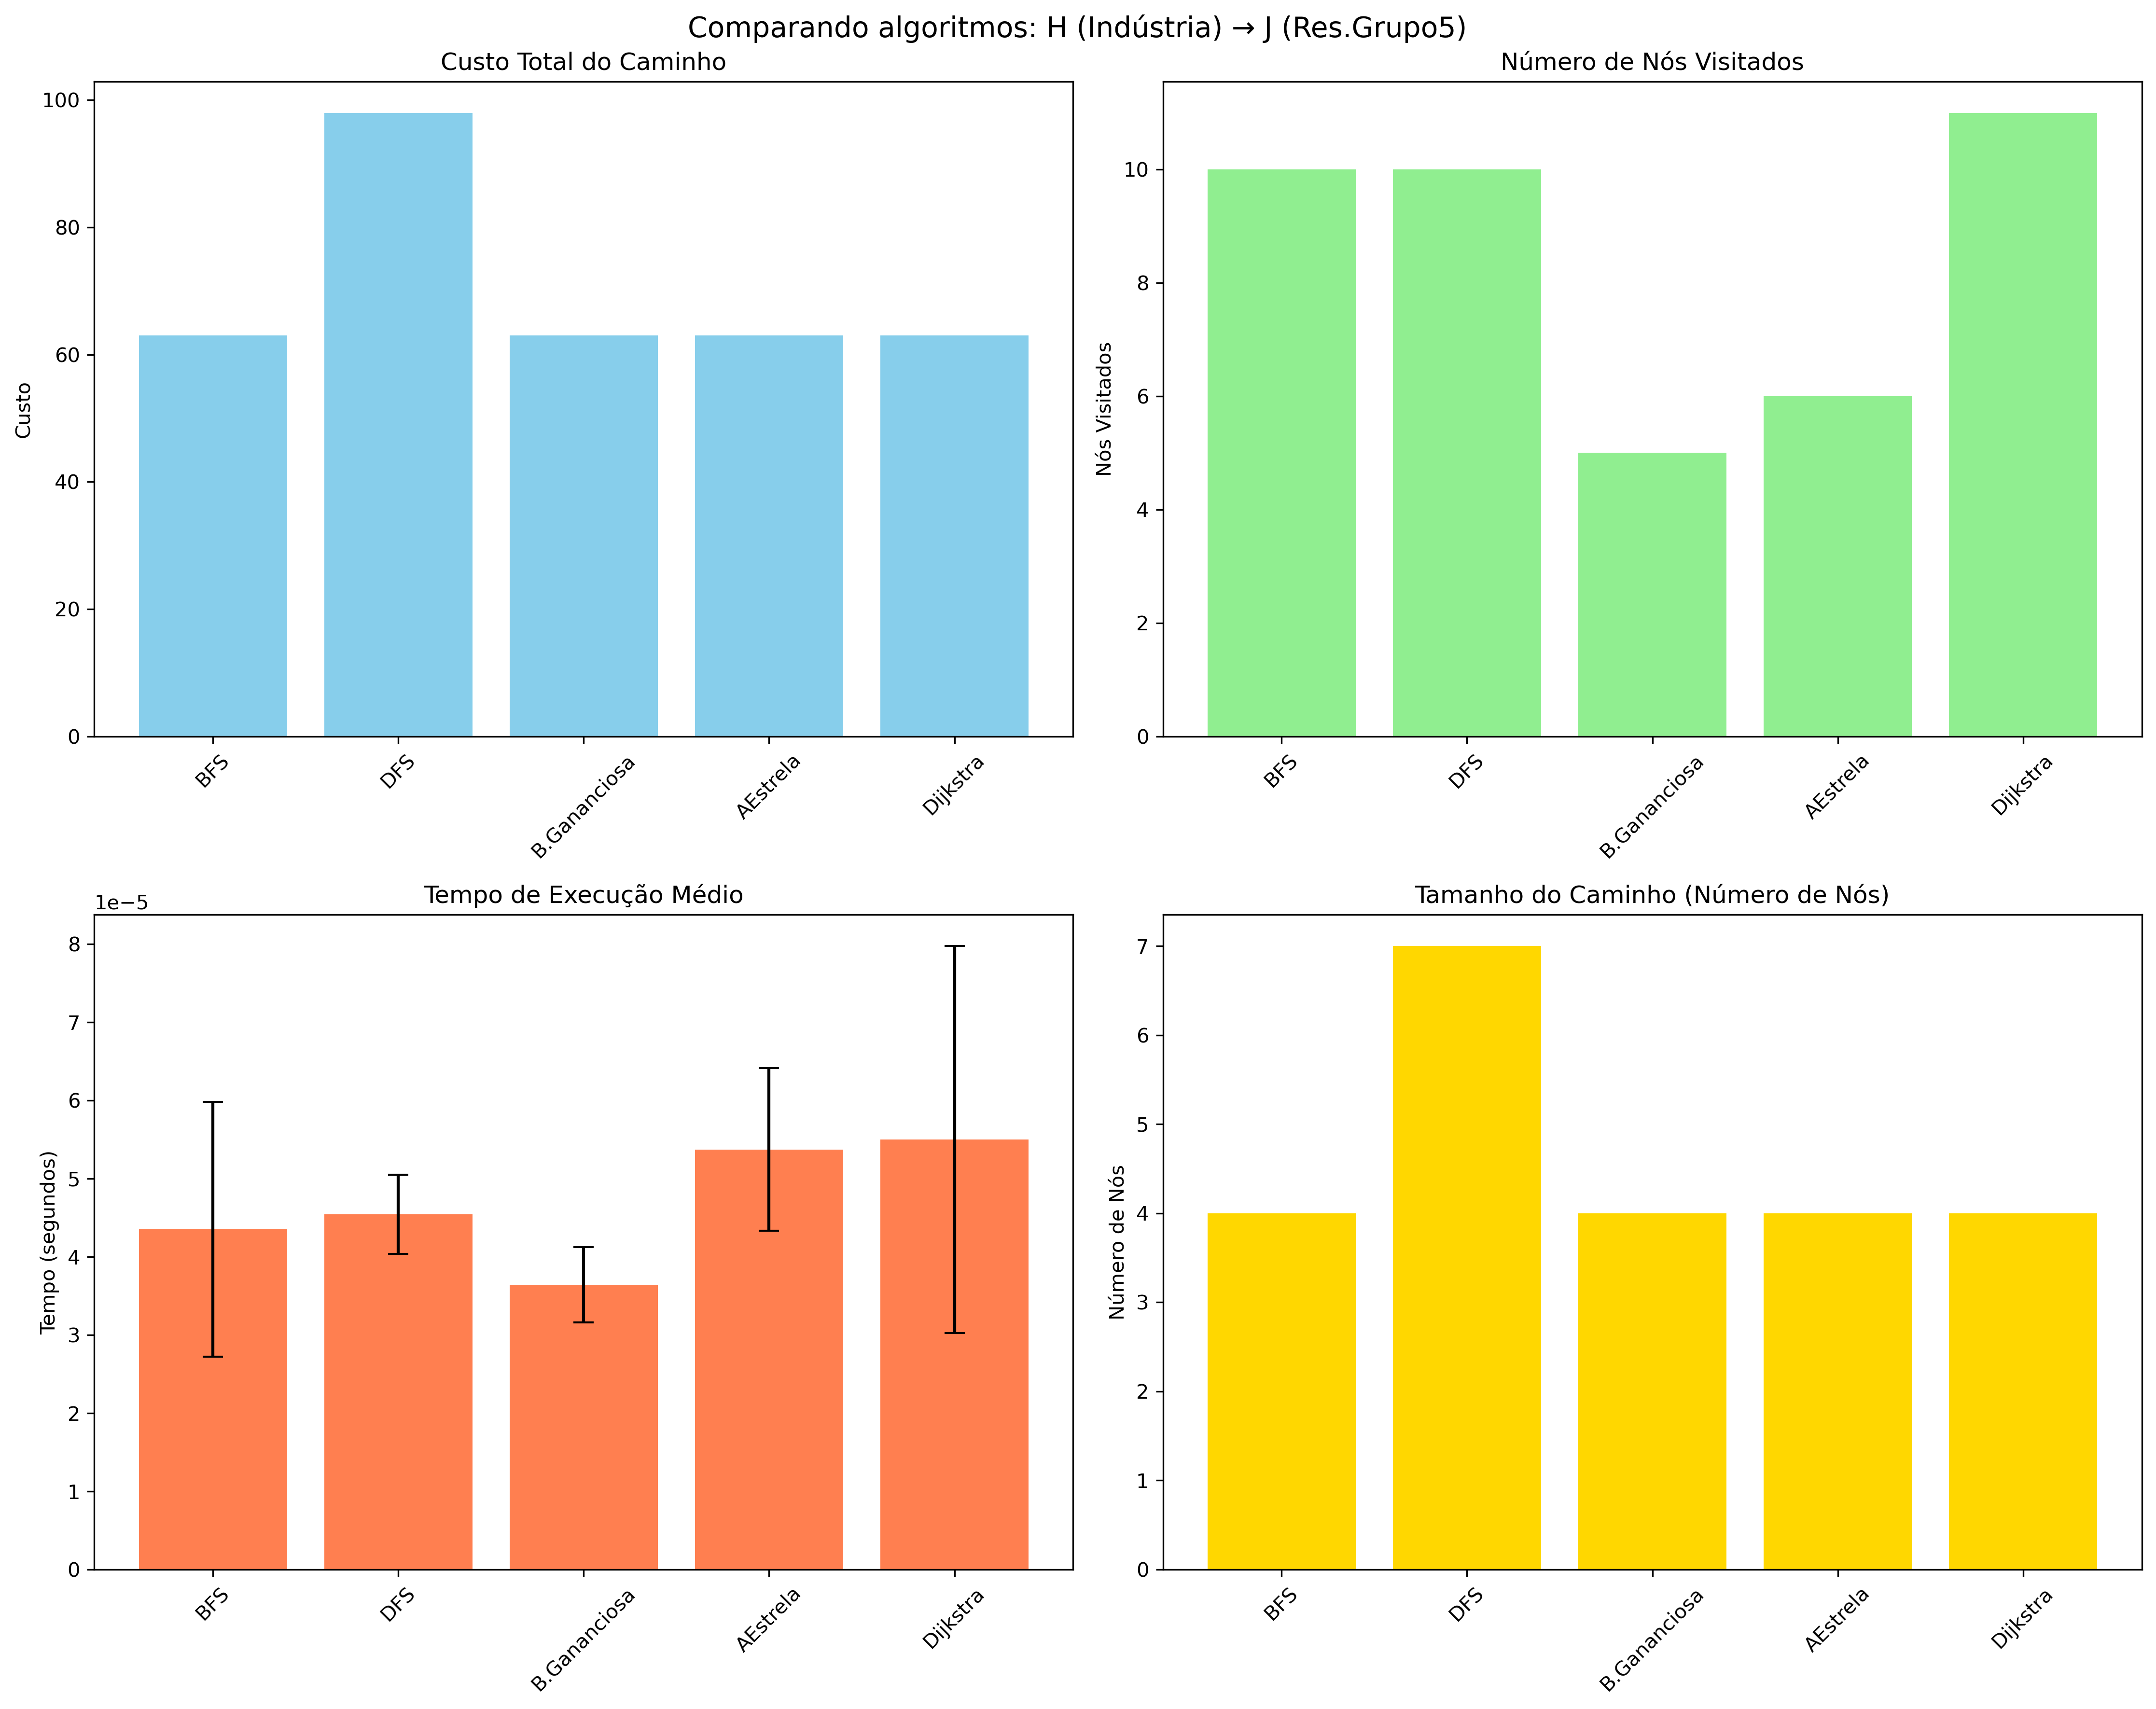 Comparando algoritmos: H (Indústria) → J (Res.Grupo5)
Custo Total do Caminho
Custo
100
80
60
40
20
0
BFS
DFS
B.Gananciosa
AEstrela
Dijkstra
Número de Nós Visitados
Nós Visitados
10
8
6
4
2
0
BFS
DFS
B.Gananciosa
AEstrela
Dijkstra
Tempo de Execução Médio
1e−5
Tempo (segundos)
8
7
6
5
4
3
2
1
0
BFS
DFS
B.Gananciosa
AEstrela
Dijkstra
Tamanho do Caminho (Número de Nós)
Número de Nós
7
6
5
4
3
2
1
0
BFS
DFS
B.Gananciosa
AEstrela
Dijkstra